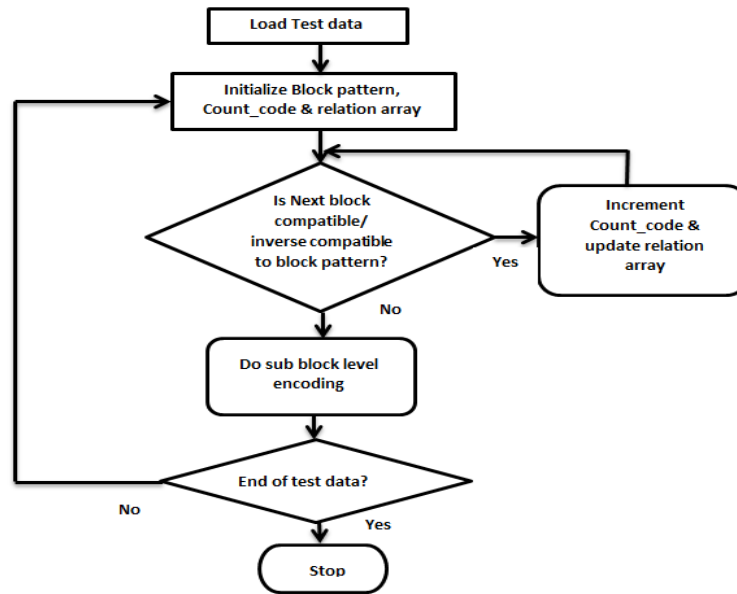 Load Test data
Initialize Block pattern,
Count_code & relation array
Is Next block
compatible/
inverse compatible
to block pattern?
Yes
Increment
Count_code &
update relation
array
No
Do sub block level
encoding
End of test data?
No
Yes
Stop